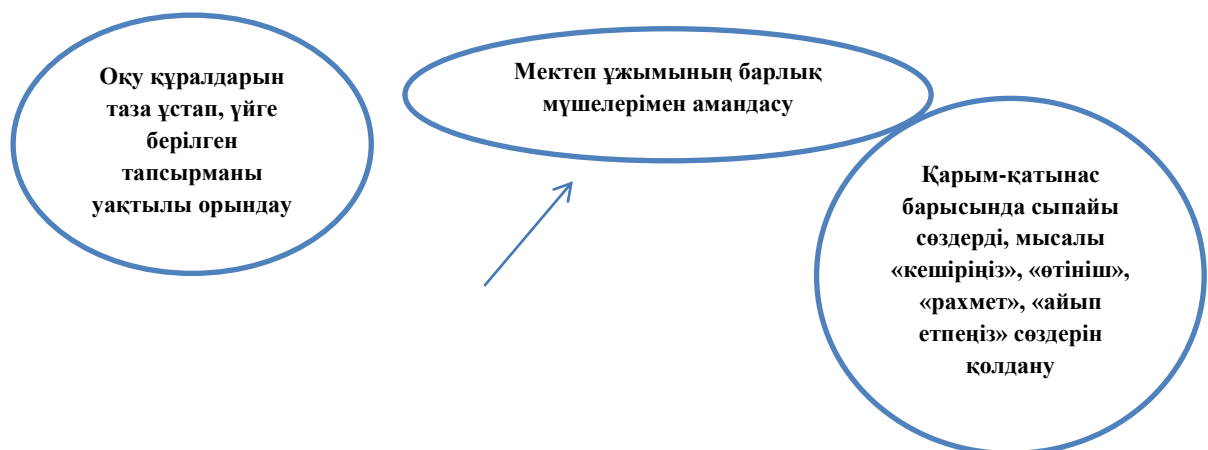 Оқу құралдарын
таза ұстап, үйге
берілген
тапсырманы
уақтылы орындау
Мектеп ұжымының барлық
мүшелерімен амандасу
Қарым-қатынас
барысында сыпайы
сөздерді, мысалы
«кешіріңіз», «өтініш»,
«рахмет», «айып
етпеңіз» сөздерін
қолдану